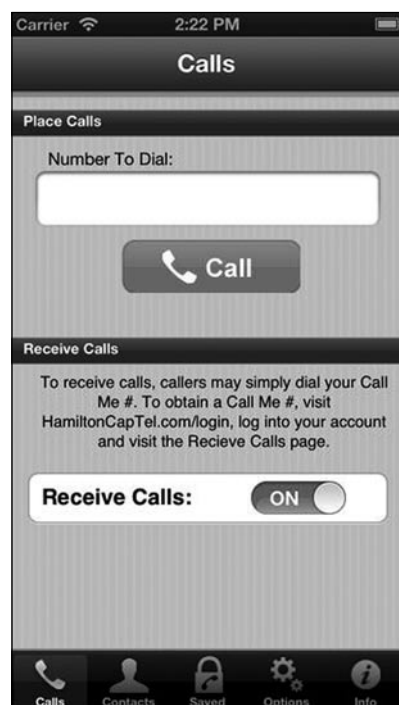 Carrier 2:22 PM
Calls
Place Calls
Number To Dial:
Call
Receive Calls
To receive calls, callers may simply dial your Call
Me #. To obtain a Call Me #, visit
HamiltonCapTel.com/login, log into your account
and visit the Recieve Calls page.
Receive Calls: ON
Calls Contacts Saved Options Info